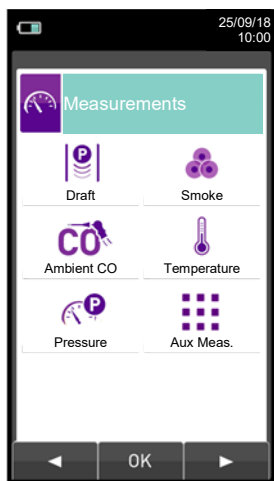 25/09/18
10:00
Measurements
P
Draft
Smoke
CO
Ambient CO
Temperature
P
Pressure
Aux Meas.
OK